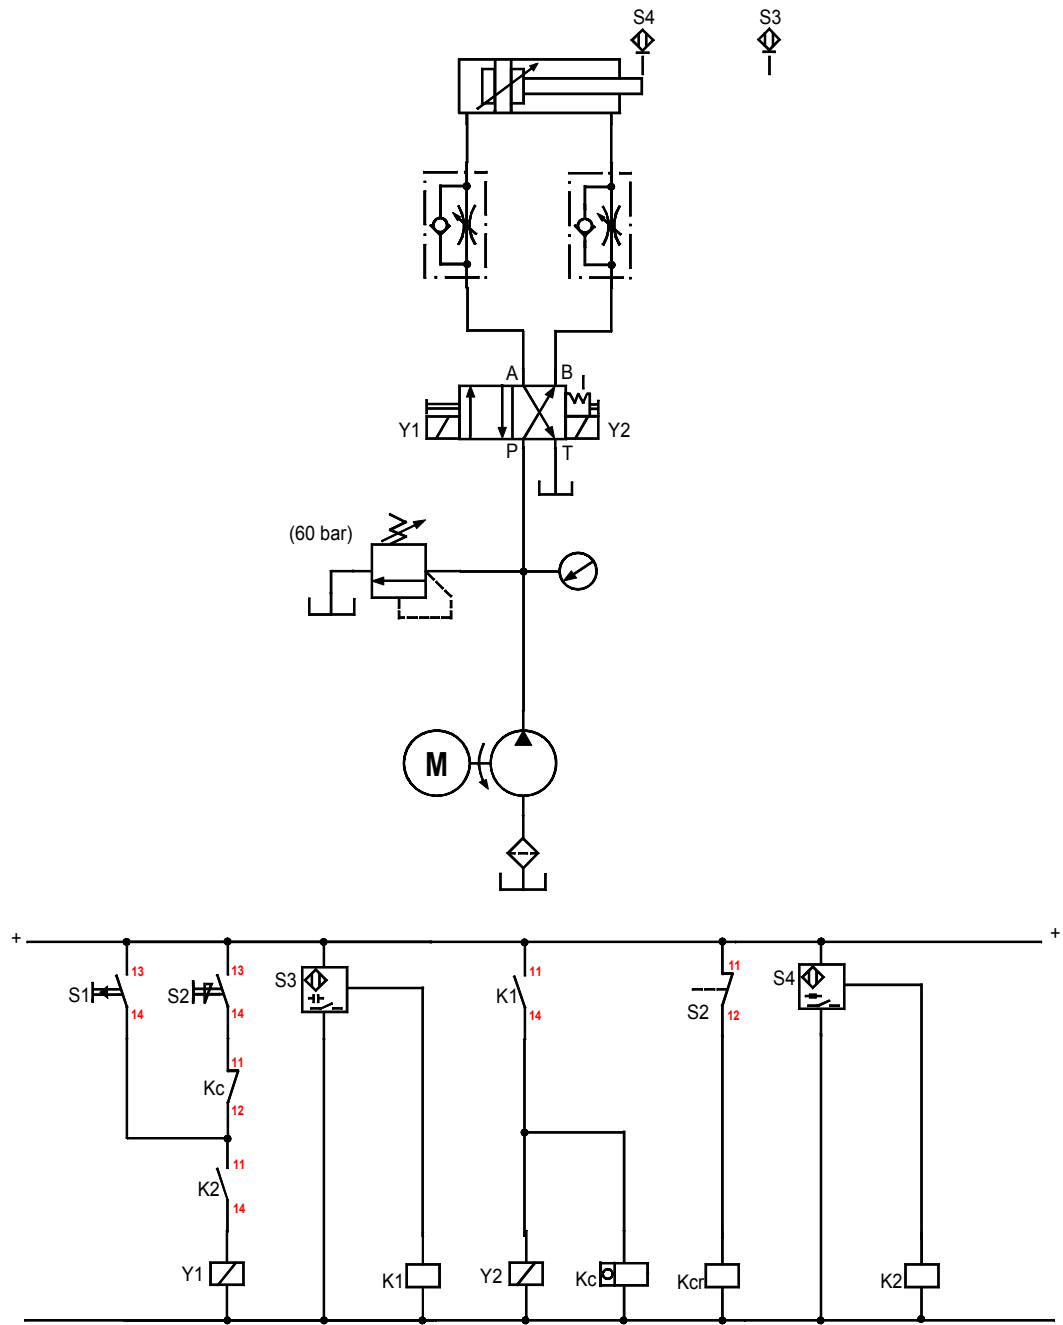 S4 S3
A B
Y1 Y2
P T
(60 bar)
M
+ +
13 13 11 11
S1 S2 S3 K1 S2 S4
14 14 14 12
11
Kc
12
11
K2
14
Y1 K1 Y2 Kc Kcr K2